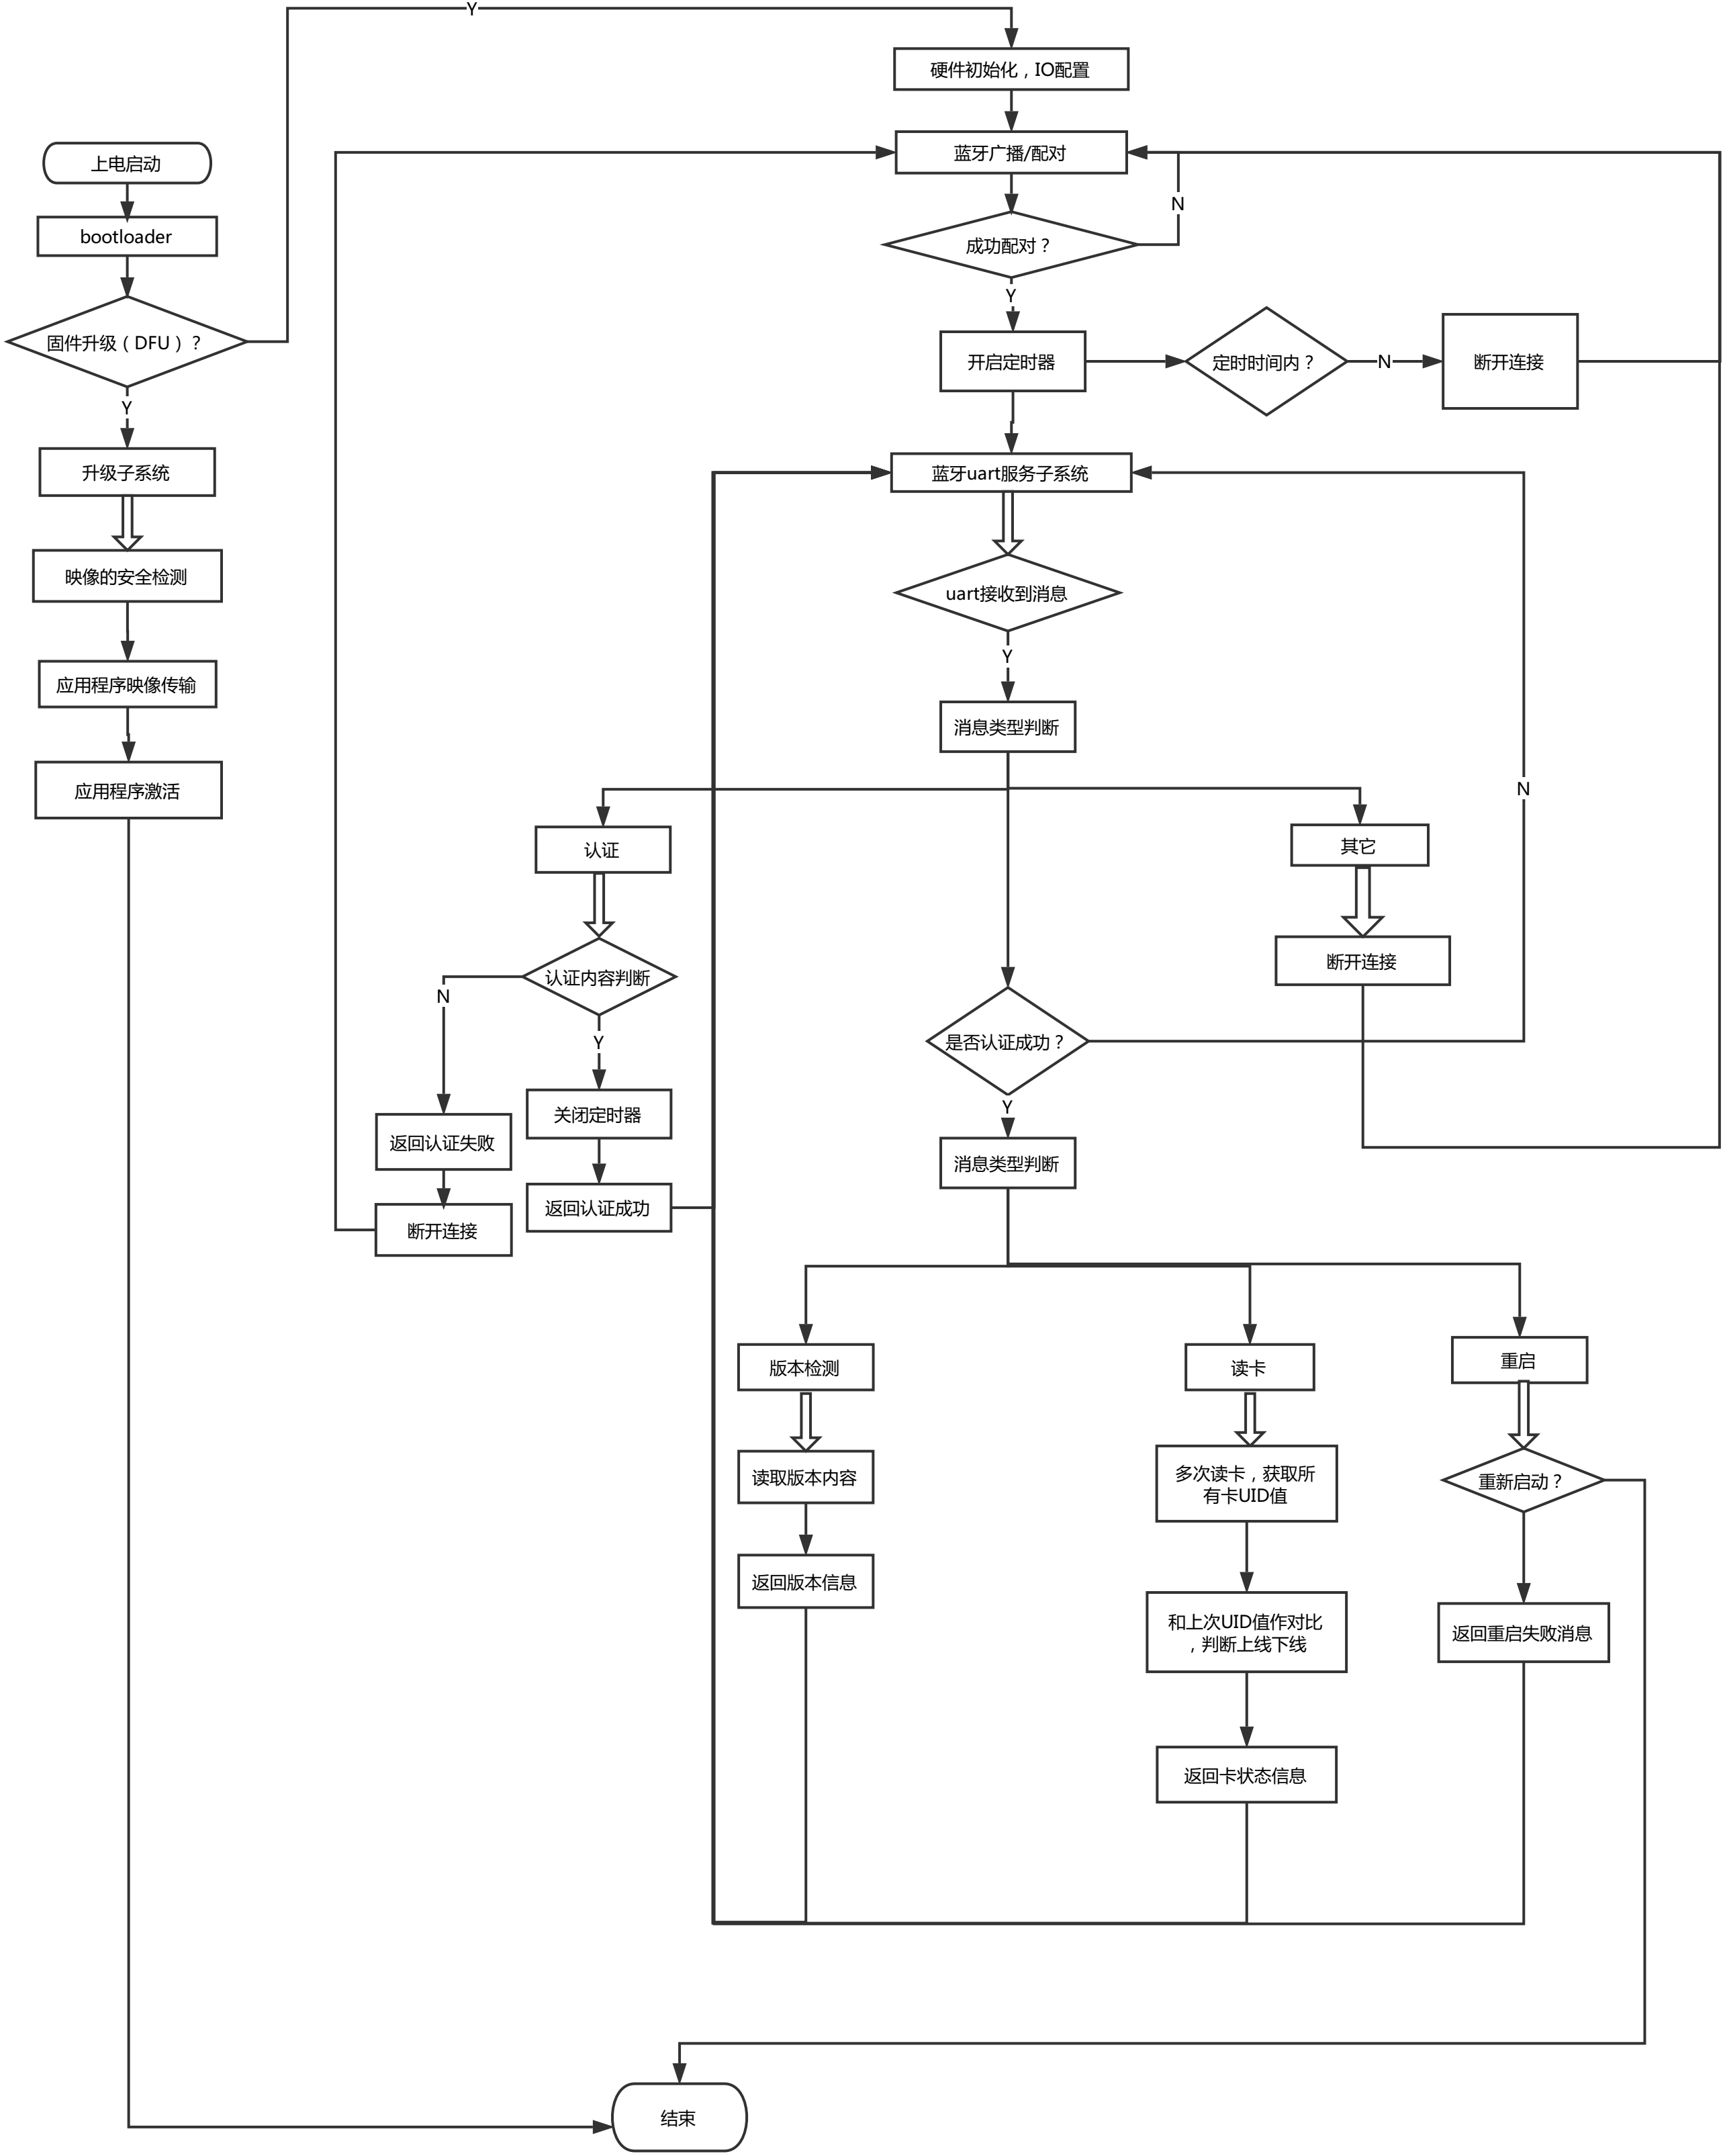 Y
硬件初始化，IO配置
上电启动
蓝牙广播/配对
N
bootloader
成功配对？
Y
固件升级（DFU）？
开启定时器
定时时间内？
N
断开连接
Y
升级子系统
蓝牙uart服务子系统
映像的安全检测
uart接收到消息
Y
应用程序映像传输
消息类型判断
应用程序激活
N
认证
其它
认证内容判断
断开连接
N
Y
是否认证成功？
Y
关闭定时器
返回认证失败
消息类型判断
返回认证成功
断开连接
版本检测
读卡
重启
读取版本内容
多次读卡，获取所
有卡UID值
重新启动？
返回版本信息
和上次UID值作对比
，判断上线下线
返回重启失败消息
返回卡状态信息
结束